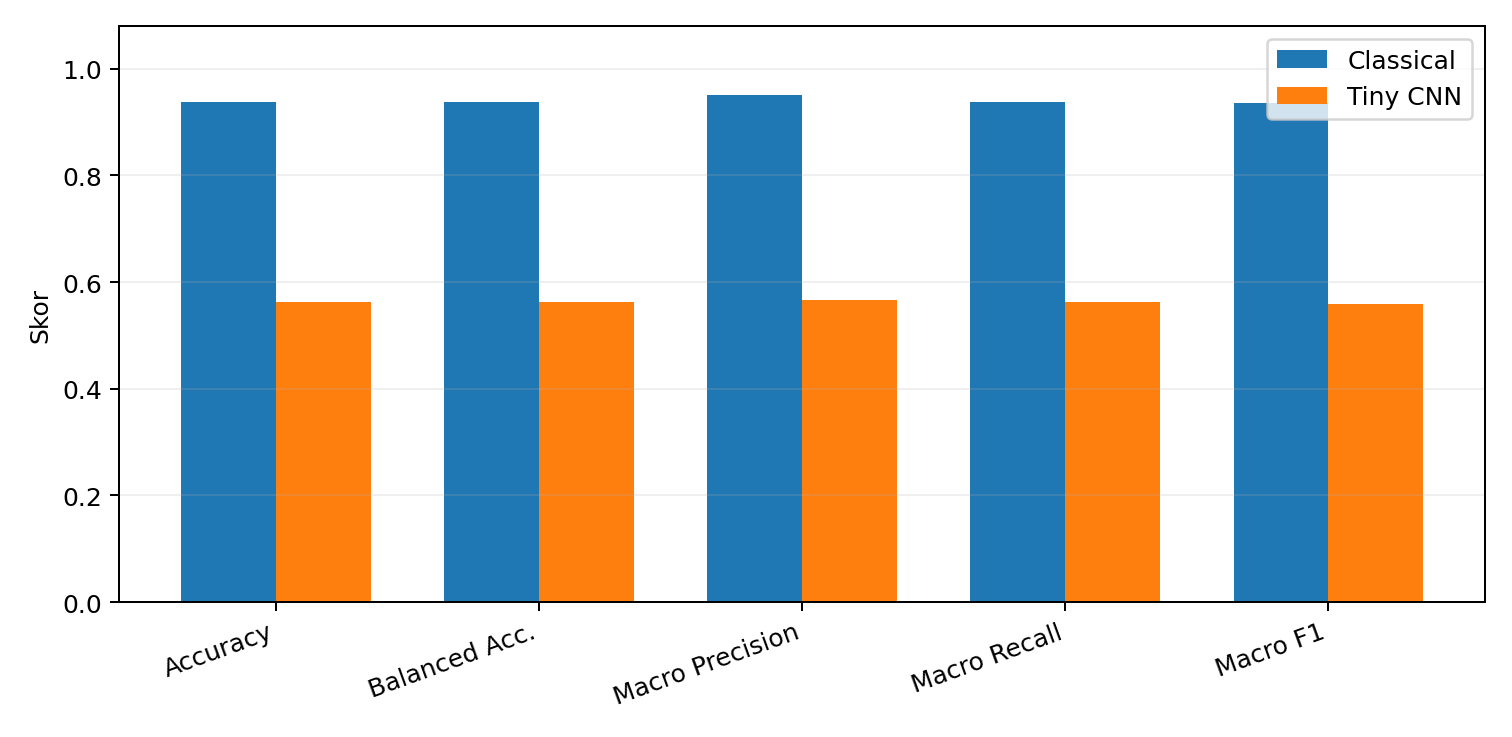 Classical
Tiny CNN
1.0
0.8
0.6
0.4
0.2
0.0
Skor
Accuracy
Balanced Acc.
Macro Precision
Macro Recall
Macro F1